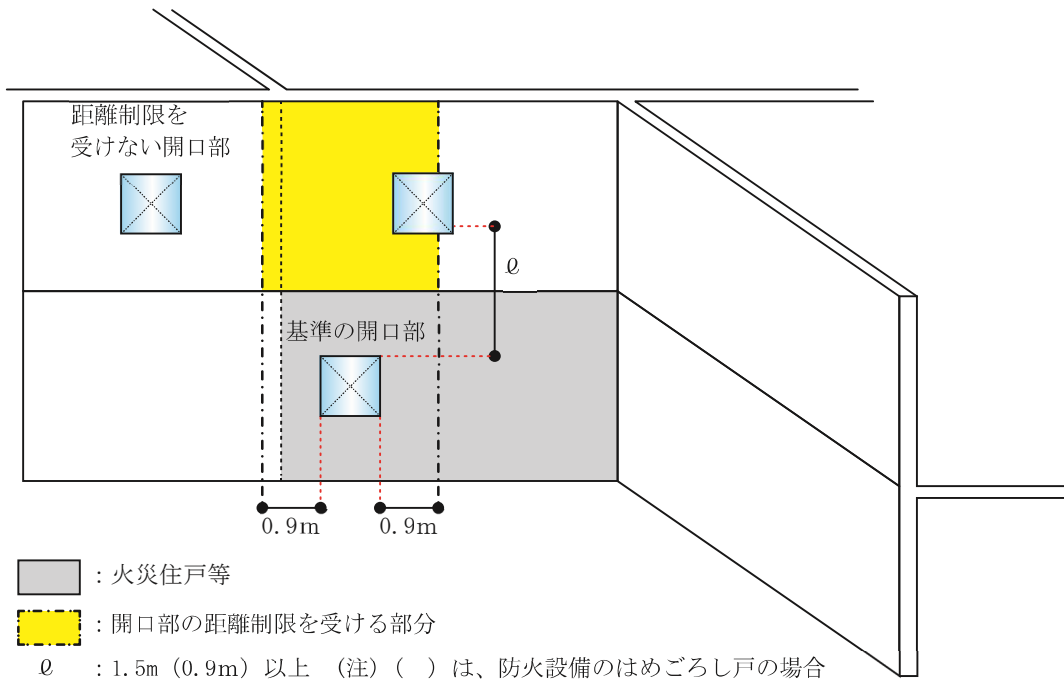 距離制限を
受けない開口部
ℓ
基準の開口部
0.9m
0.9m
：火災住戸等
：開口部の距離制限を受ける部分
ℓ ：1.5m（0.9m）以上 （注）（ ）は、防火設備のはめごろし戸の場合